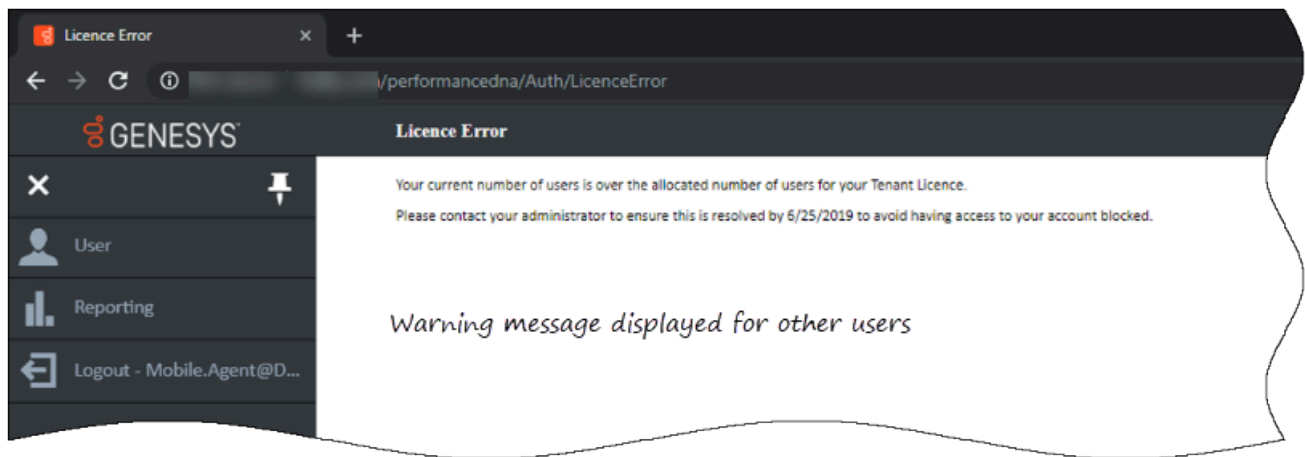 Licence Error
/performancedna/Auth/LicenceError
GENESYS™
Licence Error
Your current number of users is over the allocated number of users for your Tenant Licence.
Please contact your administrator to ensure this is resolved by 6/25/2019 to avoid having access to your account blocked.
User
Reporting
Warning message displayed for other users
Logout - Mobile.Agent@D...